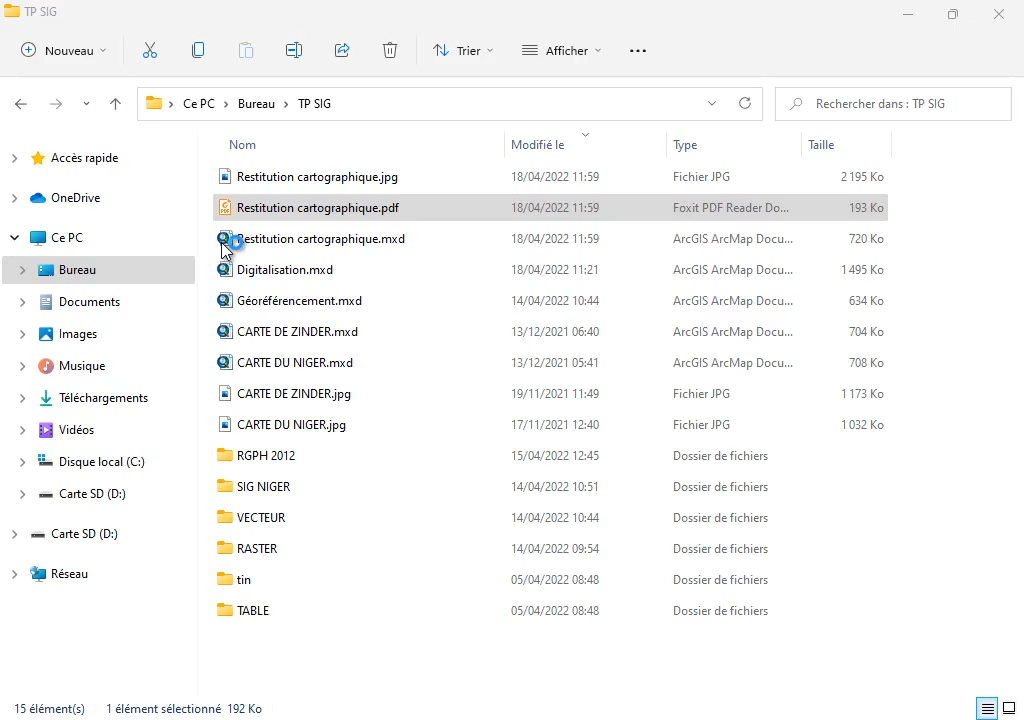 TP SIG
Nouveau
Trier
Afficher
Ce PC
Bureau
TP SIG
Rechercher dans : TP SIG
Accès rapide
OneDrive
Ce PC
Bureau
Documents
Images
Musique
Téléchargements
Vidéos
Disque local (C:)
Carte SD (D:)
Carte SD (D:)
Réseau
Nom Modifié le Type Taille
Restitution cartographique.jpg 18/04/2022 11:59 Fichier JPG 2 195 Ko
Restitution cartographique.pdf 18/04/2022 11:59 Foxit PDF Reader Do... 193 Ko
Restitution cartographique.mxd 18/04/2022 11:59 ArcGIS ArcMap Docu... 720 Ko
Digitalisation.mxd 18/04/2022 11:21 ArcGIS ArcMap Docu... 1 495 Ko
Géoréférencement.mxd 14/04/2022 10:44 ArcGIS ArcMap Docu... 634 Ko
CARTE DE ZINDER.mxd 13/12/2021 06:40 ArcGIS ArcMap Docu... 704 Ko
CARTE DU NIGER.mxd 13/12/2021 05:41 ArcGIS ArcMap Docu... 708 Ko
CARTE DE ZINDER.jpg 19/11/2021 11:49 Fichier JPG 1 173 Ko
CARTE DU NIGER.jpg 17/11/2021 12:40 Fichier JPG 1 032 Ko
RGPH 2012 15/04/2022 12:45 Dossier de fichiers
SIG NIGER 14/04/2022 10:51 Dossier de fichiers
VECTEUR 14/04/2022 10:44 Dossier de fichiers
RASTER 14/04/2022 09:54 Dossier de fichiers
tin 05/04/2022 08:48 Dossier de fichiers
TABLE 05/04/2022 08:48 Dossier de fichiers
15 élément(s) 1 élément sélectionné 192 Ko